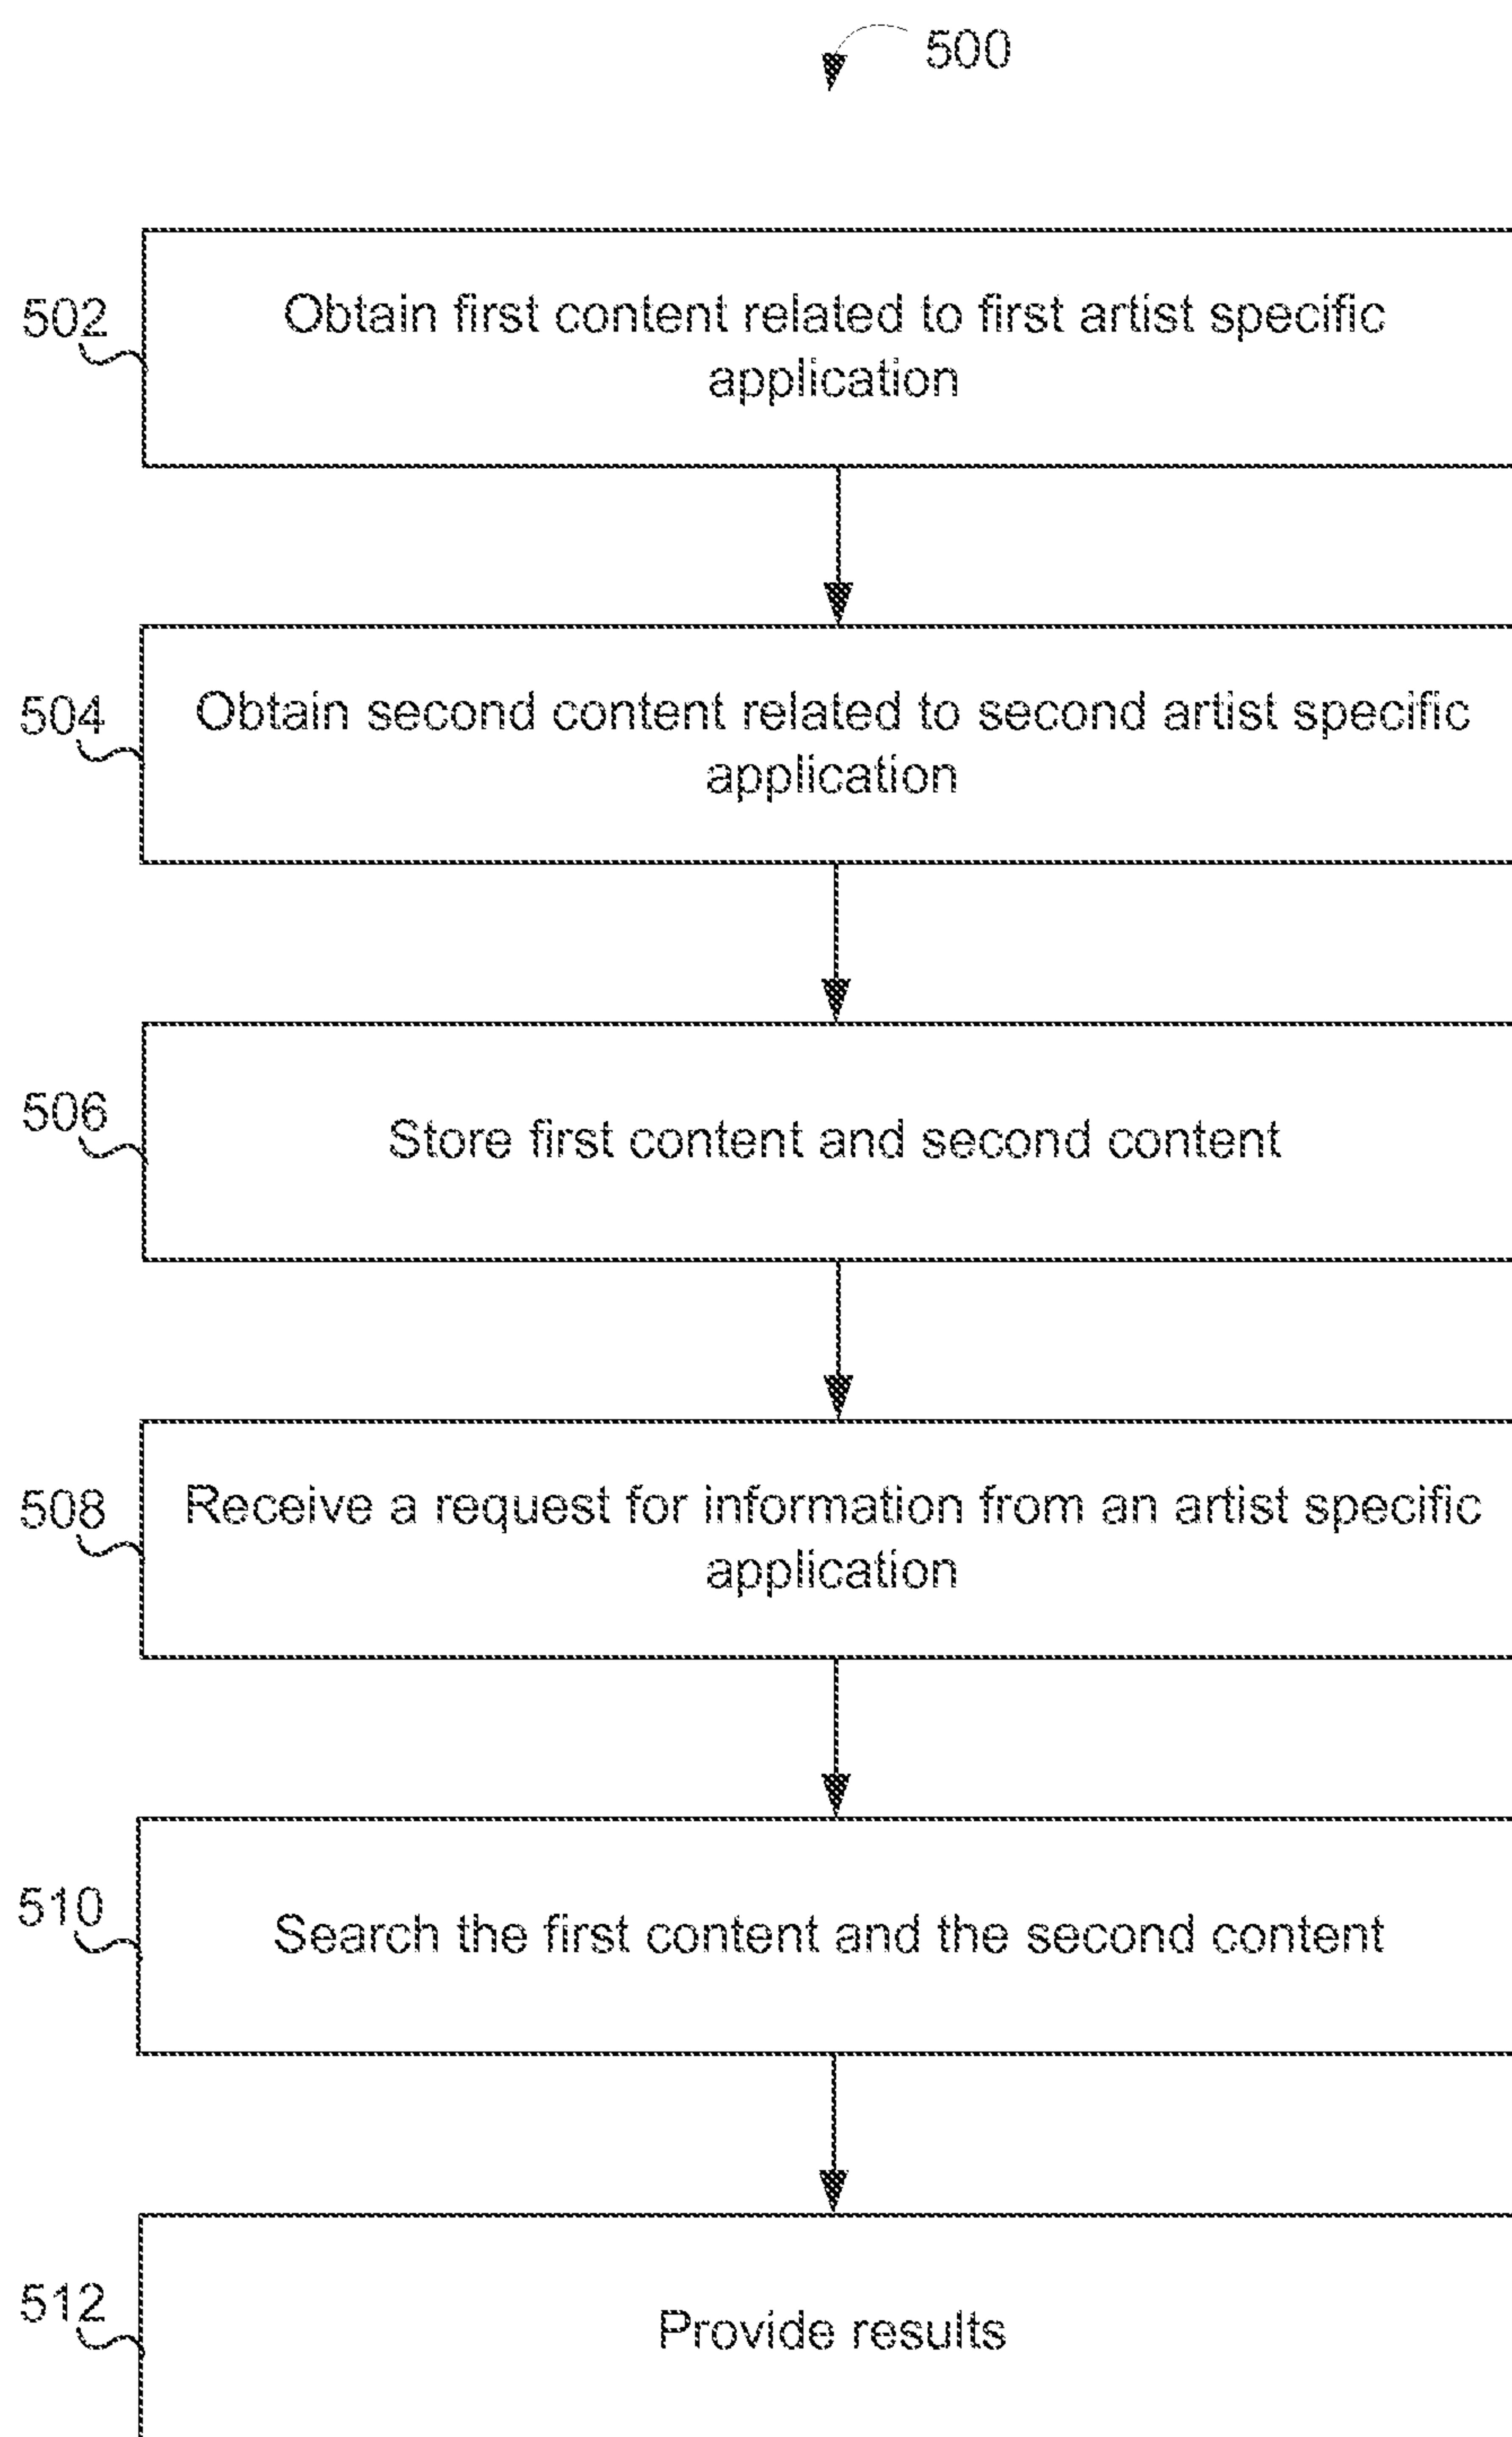 500
502
Obtain first content related to first artist specific
application
504
Obtain second content related to second artist specific
application
506
Store first content and second content
508
Receive a request for information from an artist specific
application
510
Search the first content and the second content
512
Provide results